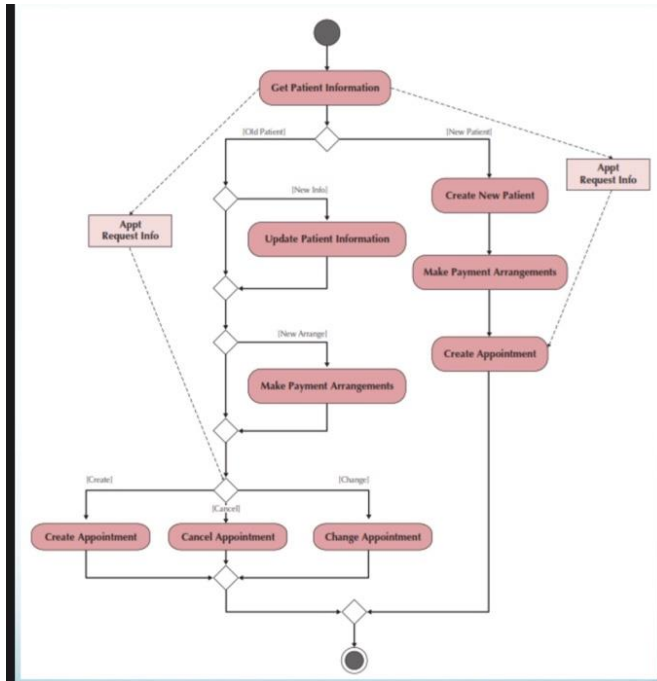 Get Patient Information
[Old Patient]
[New Patient]
Appt
Request Info
Create New Patient
[New Info]
Appt
Request Info
Update Patient Information
Make Payment Arrangements
[New Arrange]
Create Appointment
Make Payment Arrangements
[Create]
[Change]
[Cancel]
Create Appointment
Cancel Appointment
Change Appointment